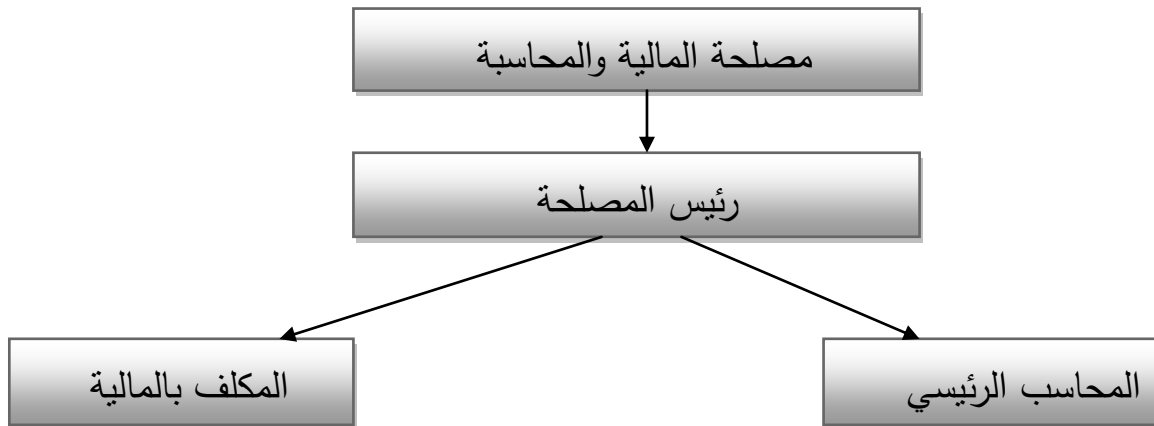 مصلحة المالية والمحاسبة
رئيس المصلحة
المحاسب الرئيسي
المكلف بالمالية